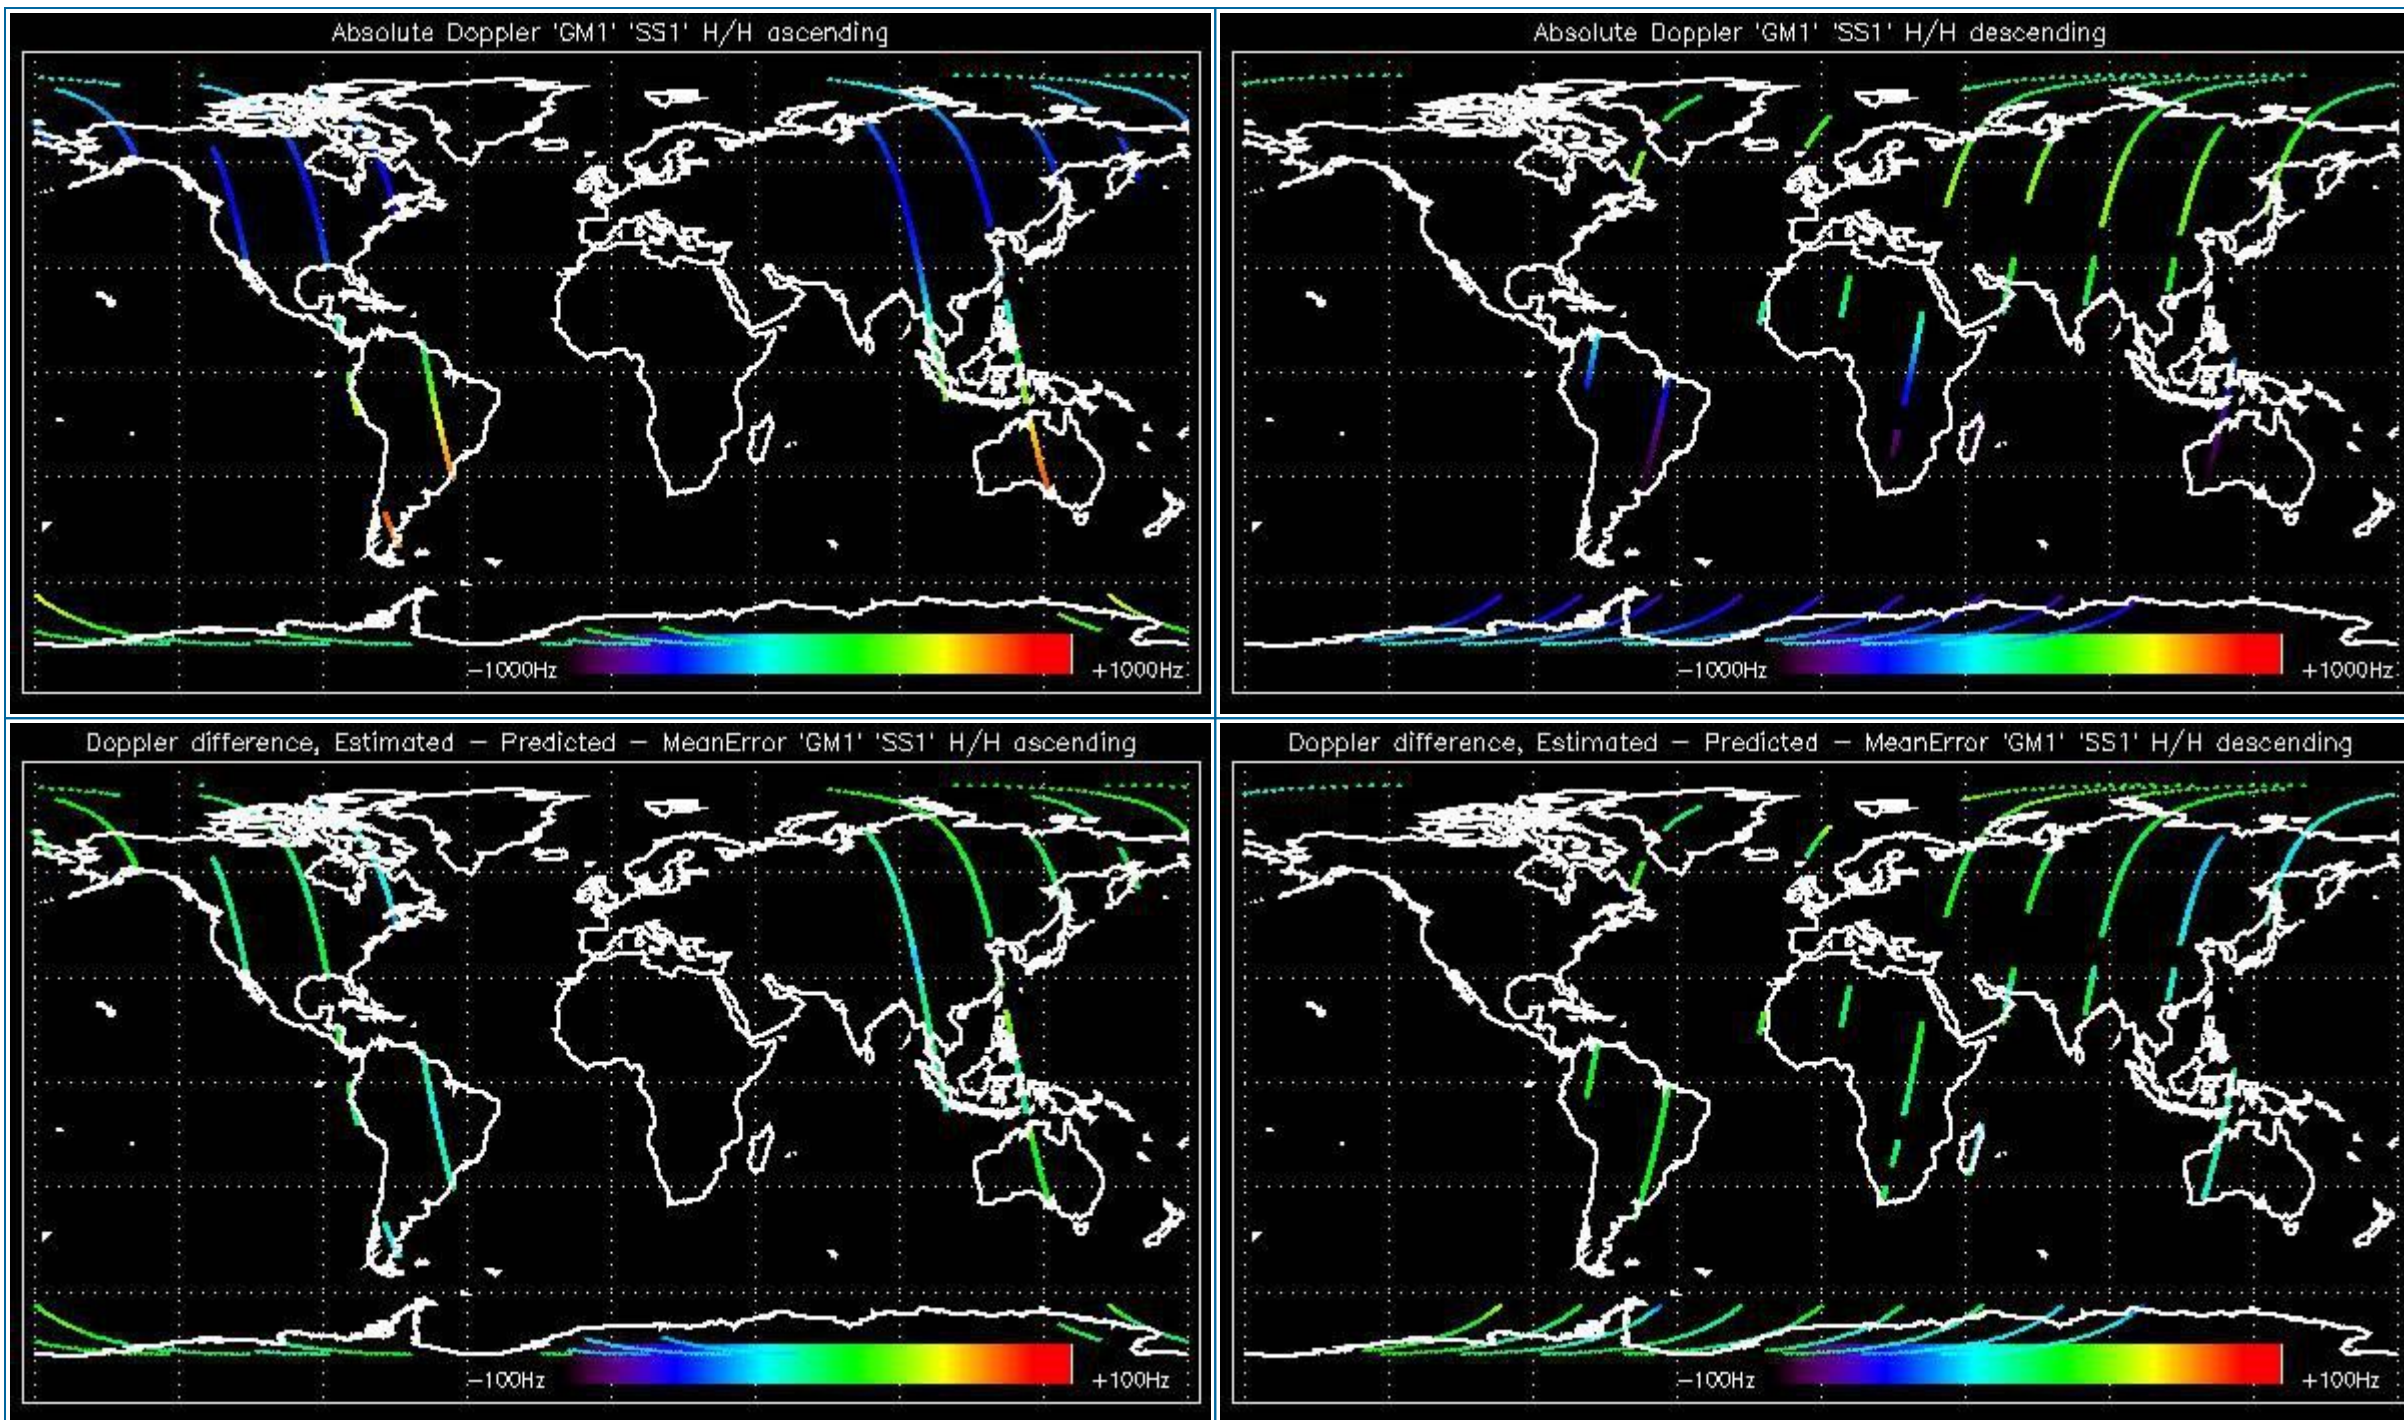 Absolute Doppler 'GM1' 'SS1' H/H ascending
-1000Hz
+1000Hz
Absolute Doppler 'GM1' 'SS1' H/H descending
-1000Hz
+1000Hz
Doppler difference, Estimated - Predicted - MeanError 'GM1' 'SS1' H/H ascending
-100Hz
+100Hz
Doppler difference, Estimated - Predicted - MeanError 'GM1' 'SS1' H/H descending
-100Hz
+100Hz